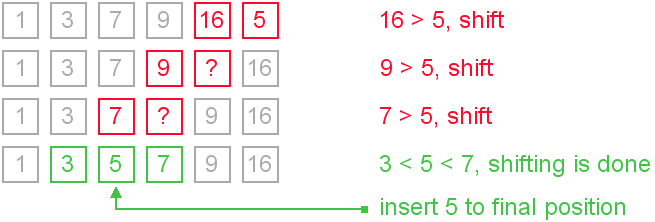 1 3 7 9 16 5 16 > 5, shift
1 3 7 9 ? 16 9 > 5, shift
1 3 7 ? 9 16 7 > 5, shift
1 3 5 7 9 16 3 < 5 < 7, shifting is done
insert 5 to final position